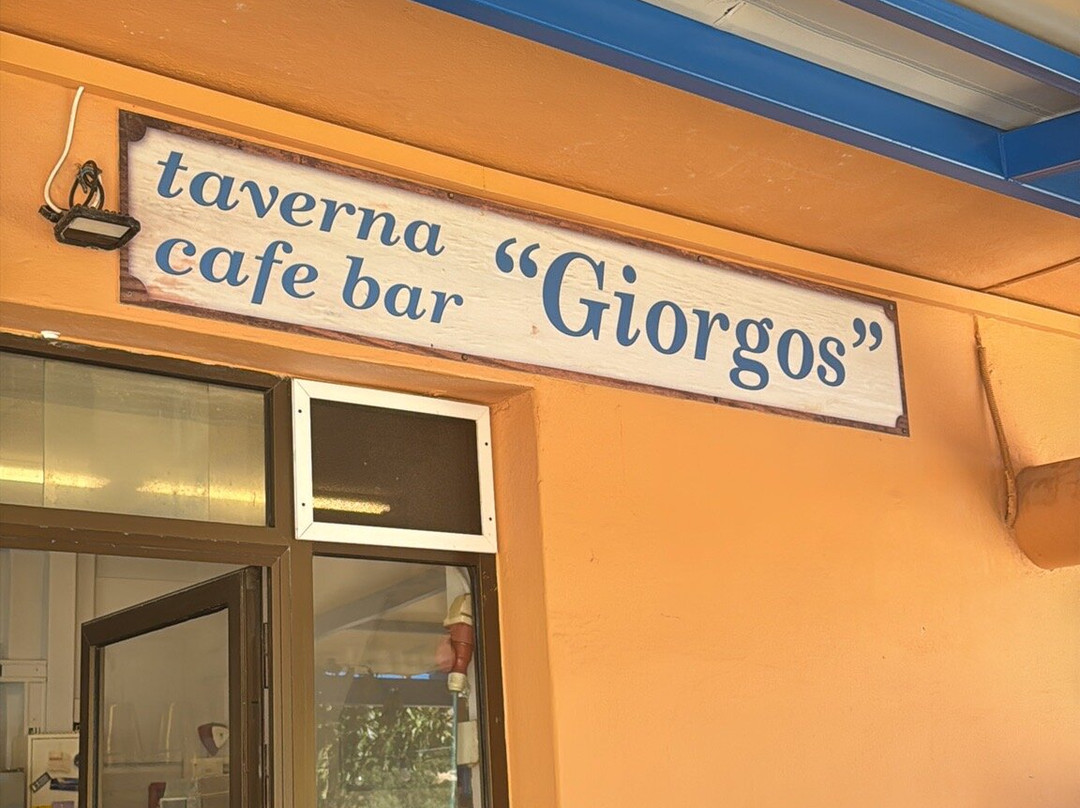 taverna
cafe bar
“Giorgos”